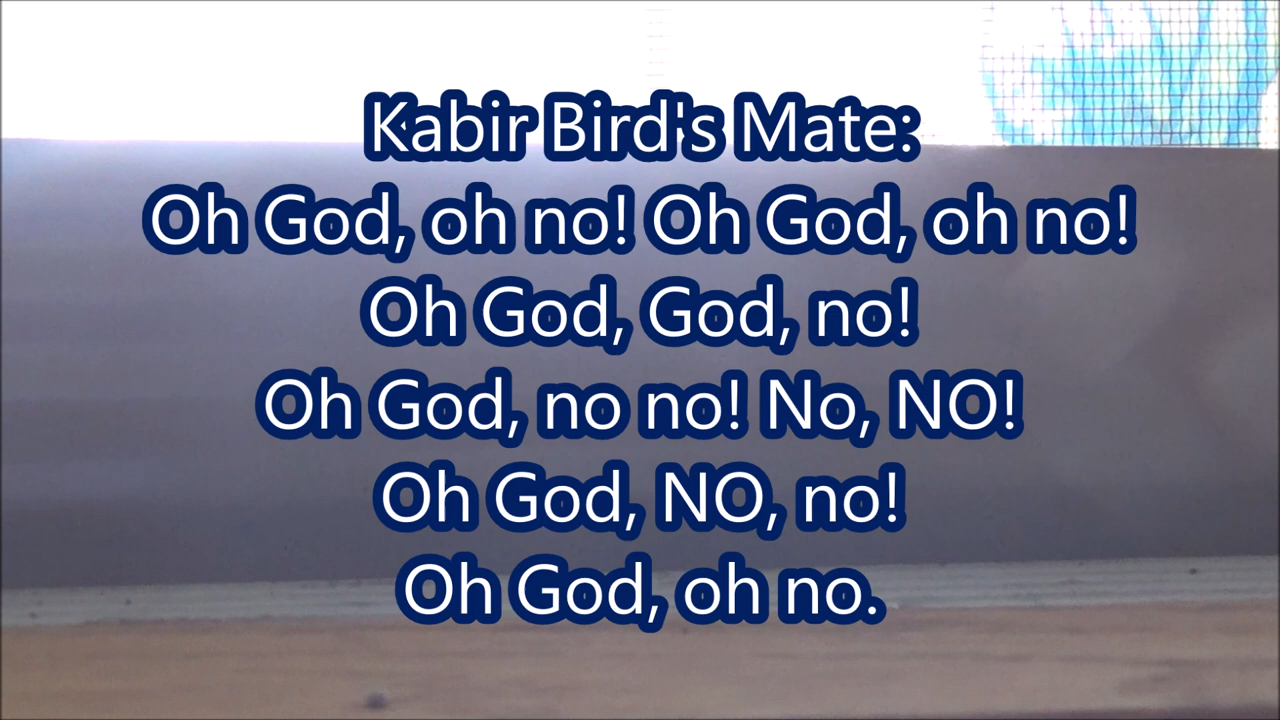 Kabir Bird's Mate:
Oh God, oh no! Oh God, oh no!
Oh God, God, no!
Oh God, no no! No, NO!
Oh God, NO, no!
Oh God, oh no.